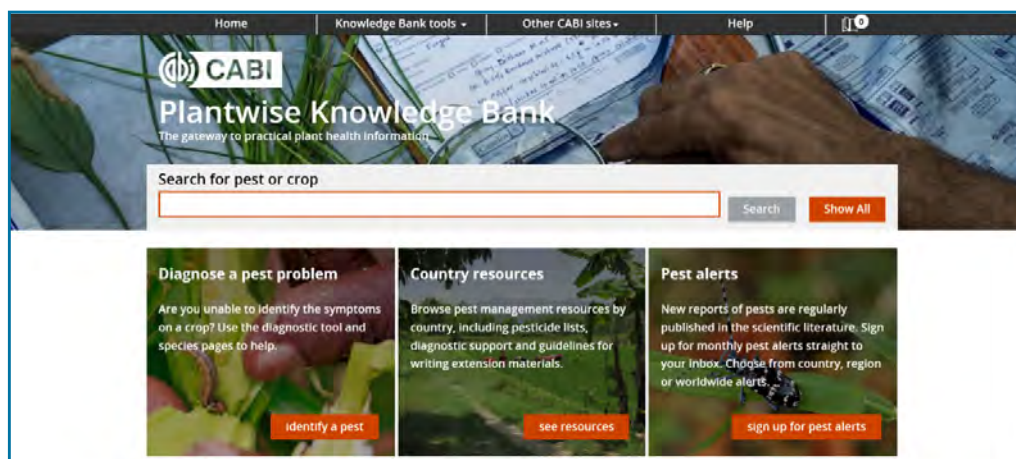 Home
Knowledge Bank tools
Other CABI sites
Help
0
cabi CABI
Plantwise Knowledge Bank
The gateway to practical plant health information
Search for pest or crop
Search
Show All
Diagnose a pest problem
Are you unable to identify the symptoms
on a crop? Use the diagnostic tool and
species pages to help.
identify a pest
Country resources
Browse pest management resources by
country, including pesticide lists,
diagnostic support and guidelines for
writing extension materials.
see resources
Pest alerts
New reports of pests are regularly
published in the scientific literature. Sign
up for monthly pest alerts straight to
your inbox. Choose from country, region
or worldwide alerts.
sign up for pest alerts